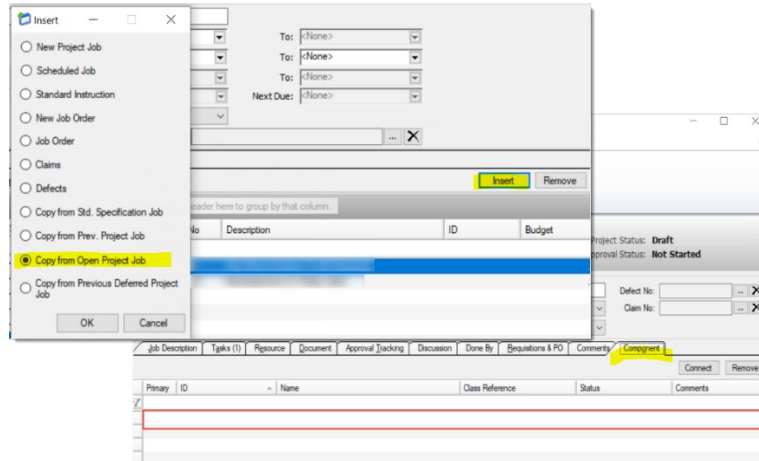 Insert
New Project Job
Scheduled Job
Standard Instruction
New Job Order
Job Order
Claims
Defects
Copy from Std. Specification Job
Copy from Prev. Project Job
Copy from Open Project Job
Copy from Previous Deferred Project
Job
OK Cancel
To: <None>
To: <None>
To: <None>
Next Due: <None>
...
Insert Remove
eader here to group by that column.
No Description ID Budget
Project Status: Draft
pproval Status: Not Started
Defect No: ...
Claim No: ...
Job Description Tasks (1) Resource Document Approval Tracking Discussion Done By Requisitions & PO Comments Component
Connect Remove
Primary ID Name Class Reference Status Comments